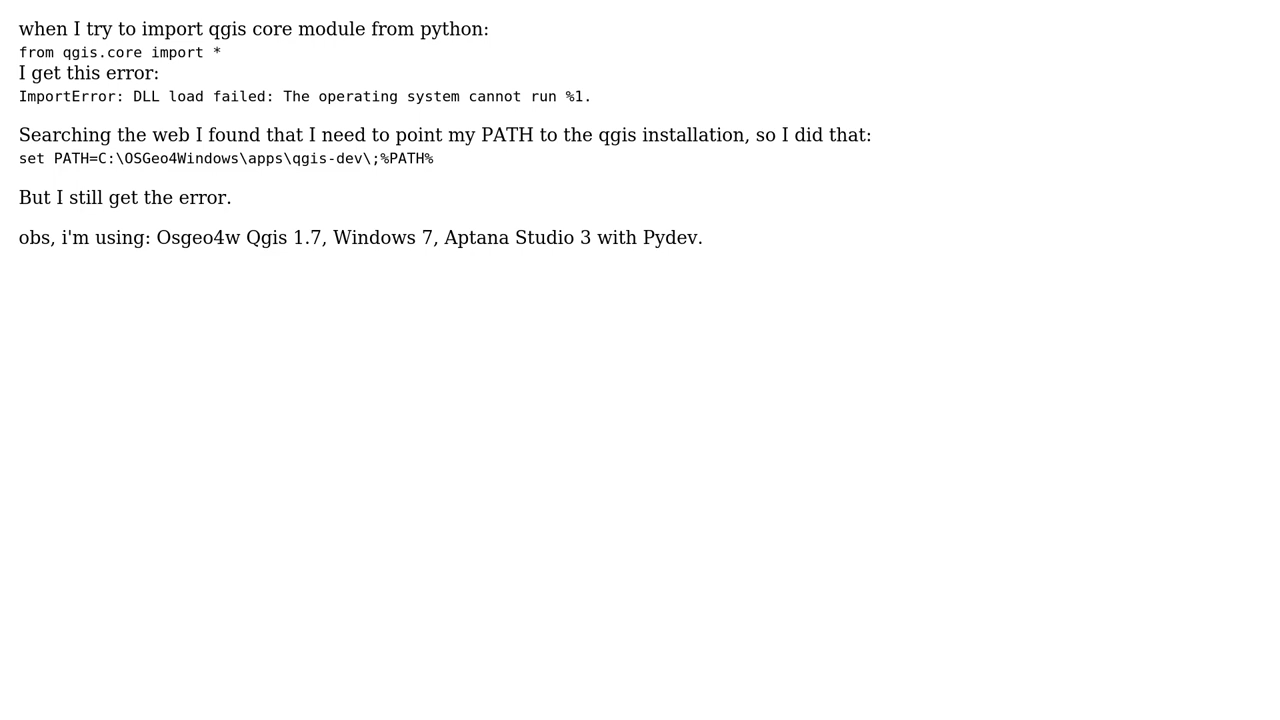 when I try to import qgis core module from python:
from qgis.core import *
I get this error:
ImportError: DLL load failed: The operating system cannot run %1.
Searching the web I found that I need to point my PATH to the qgis installation, so I did that:
set PATH=C:\OSGeo4Windows\apps\qgis-dev\;%PATH%
But I still get the error.
obs, i'm using: Osgeo4w Qgis 1.7, Windows 7, Aptana Studio 3 with Pydev.